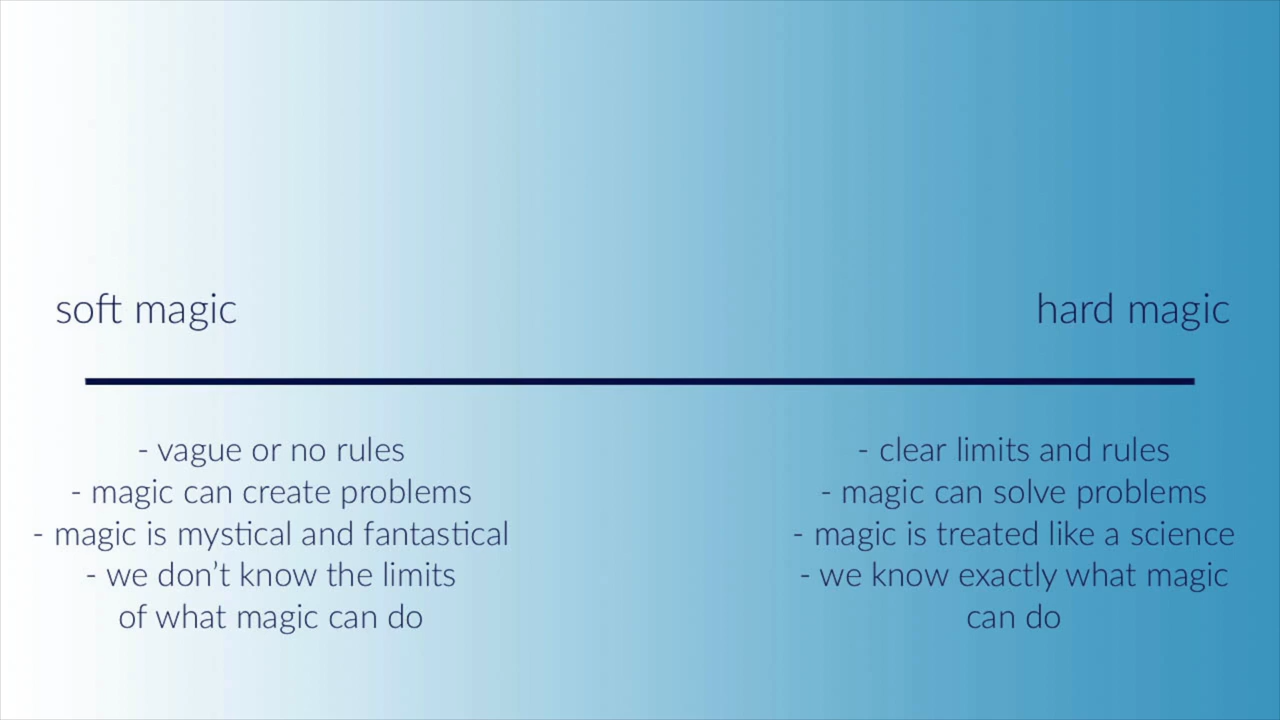 soft magic
hard magic
- vague or no rules
- magic can create problems
- magic is mystical and fantastical
- we don’t know the limits
of what magic can do
- clear limits and rules
- magic can solve problems
- magic is treated like a science
- we know exactly what magic
can do